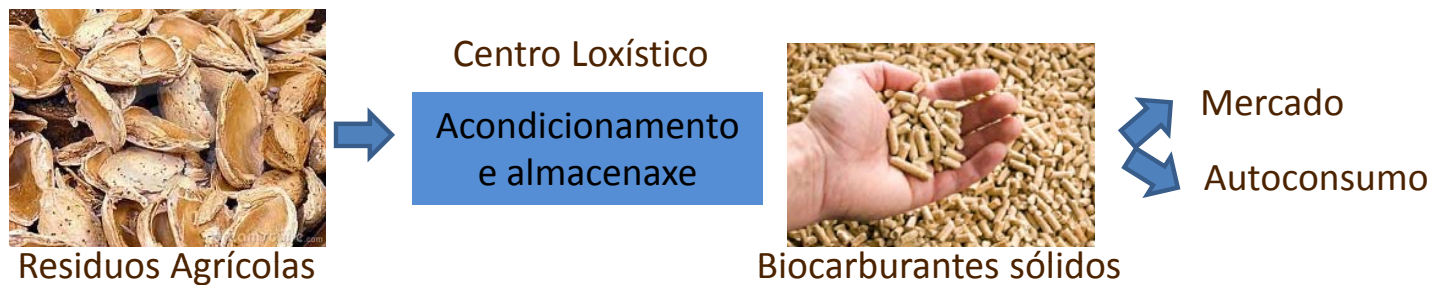 Centro Loxístico
Acondicionamento
e almacenaxe
Mercado
Autoconsumo
Residuos Agrícolas
Biocarburantes sólidos